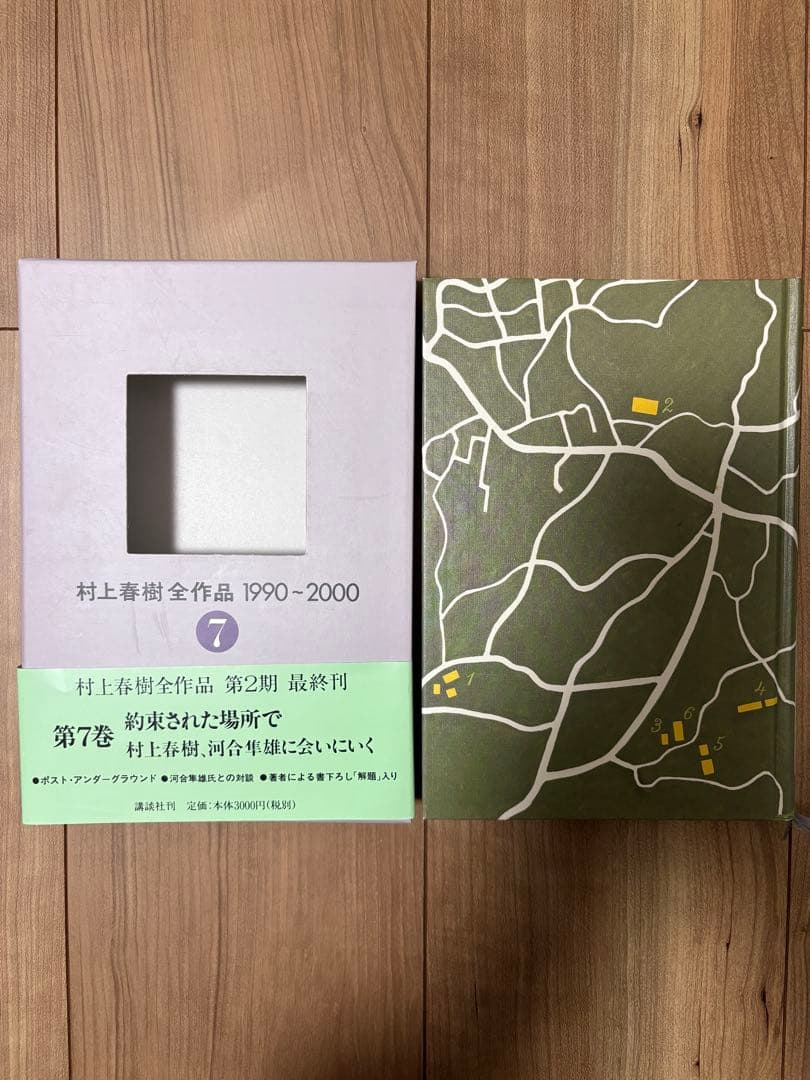 村上春樹全作品 1990~2000
7
村上春樹全作品 第2期 最終刊
第7巻 約束された場所で
村上春樹、河合隼雄に会いにいく
●ポスト・アンダーグラウンド ●河合隼雄氏との対談 ●著者による書下ろし「解題」入り
講談社刊 定価:本体3000円(税別)
2
1
4
3
6
5